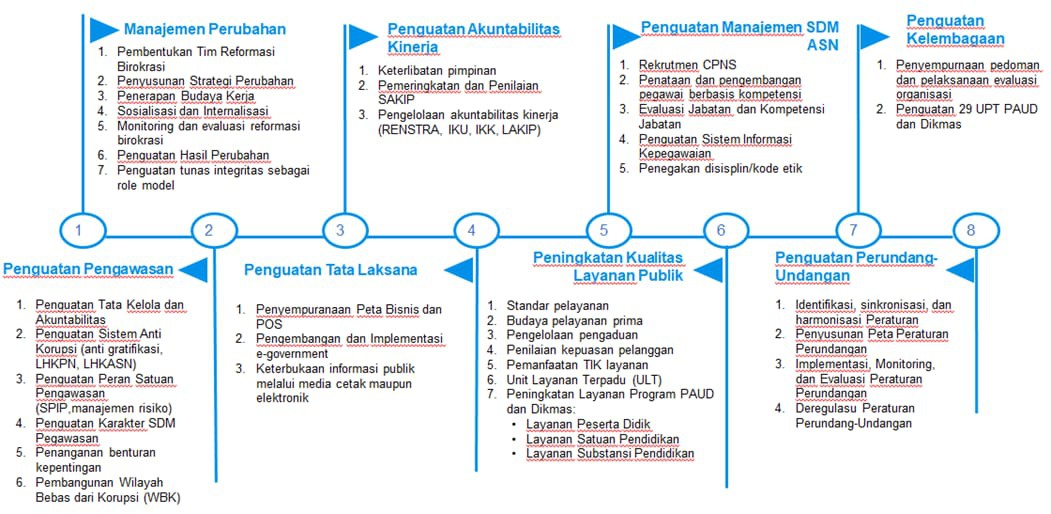 Manajemen Perubahan
1. Pembentukan Tim Reformasi
Birokrasi
2. Penyusunan Strategi Perubahan
3. Penerapan Budaya Kerja
4. Sosialisasi dan Internalisasi
5. Monitoring dan evaluasi reformasi
birokrasi
6. Penguatan Hasil Perubahan
7. Penguatan tunas integritas sebagai
role model
Penguatan Akuntabilitas
Kinerja
1. Keterlibatan pimpinan
2. Pemeringkatan dan Penilaian
SAKIP
3. Pengelolaan akuntabilitas kinerja
(RENSTRA, IKU, IKK, LAKIP)
Penguatan Manajemen SDM
ASN
1. Rekrutmen CPNS
2. Penataan dan pengembangan
pegawai berbasis kompetensi
3. Evaluasi Jabatan dan Kompetensi
Jabatan
4. Penguatan Sistem Informasi
Kepegawaian
5. Penegakan disisplin/kode etik
Penguatan
Kelembagaan
1. Penyempurnaan pedoman
dan pelaksanaan evaluasi
organisasi
2. Penguatan 29 UPT PAUD
dan Dikmas
1
2
3
4
5
6
7
8
Penguatan Pengawasan
1. Penguatan Tata Kelola dan
Akuntabilitas
2. Penguatan Sistem Anti
Korupsi (anti gratifikasi,
LHKPN, LHKASN)
3. Penguatan Peran Satuan
Pengawasan
(SPIP,manajemen risiko)
4. Penguatan Karakter SDM
Pegawasan
5. Penanganan benturan
kepentingan
6. Pembangunan Wilayah
Bebas dari Korupsi (WBK)
Penguatan Tata Laksana
1. Penyempuranaan Peta Bisnis dan
POS
2. Pengembangan dan Implementasi
e-government
3. Keterbukaan informasi publik
melalui media cetak maupun
elektronik
Peningkatan Kualitas
Layanan Publik
1. Standar pelayanan
2. Budaya pelayanan prima
3. Pengelolaan pengaduan
4. Penilaian kepuasan pelanggan
5. Pemanfaatan TIK layanan
6. Unit Layanan Terpadu (ULT)
7. Peningkatan Layanan Program PAUD
dan Dikmas:
• Layanan Peserta Didik
• Layanan Satuan Pendidikan
• Layanan Substansi Pendidikan
Penguatan Perundang-
Undangan
1. Identifikasi, sinkronisasi, dan
harmonisasi Peraturan
2. Penyusunan Peta Peraturan
Perundangan
3. Implementasi, Monitoring,
dan Evaluasi Peraturan
Perundangan
4. Deregulasu Peraturan
Perundang-Undangan